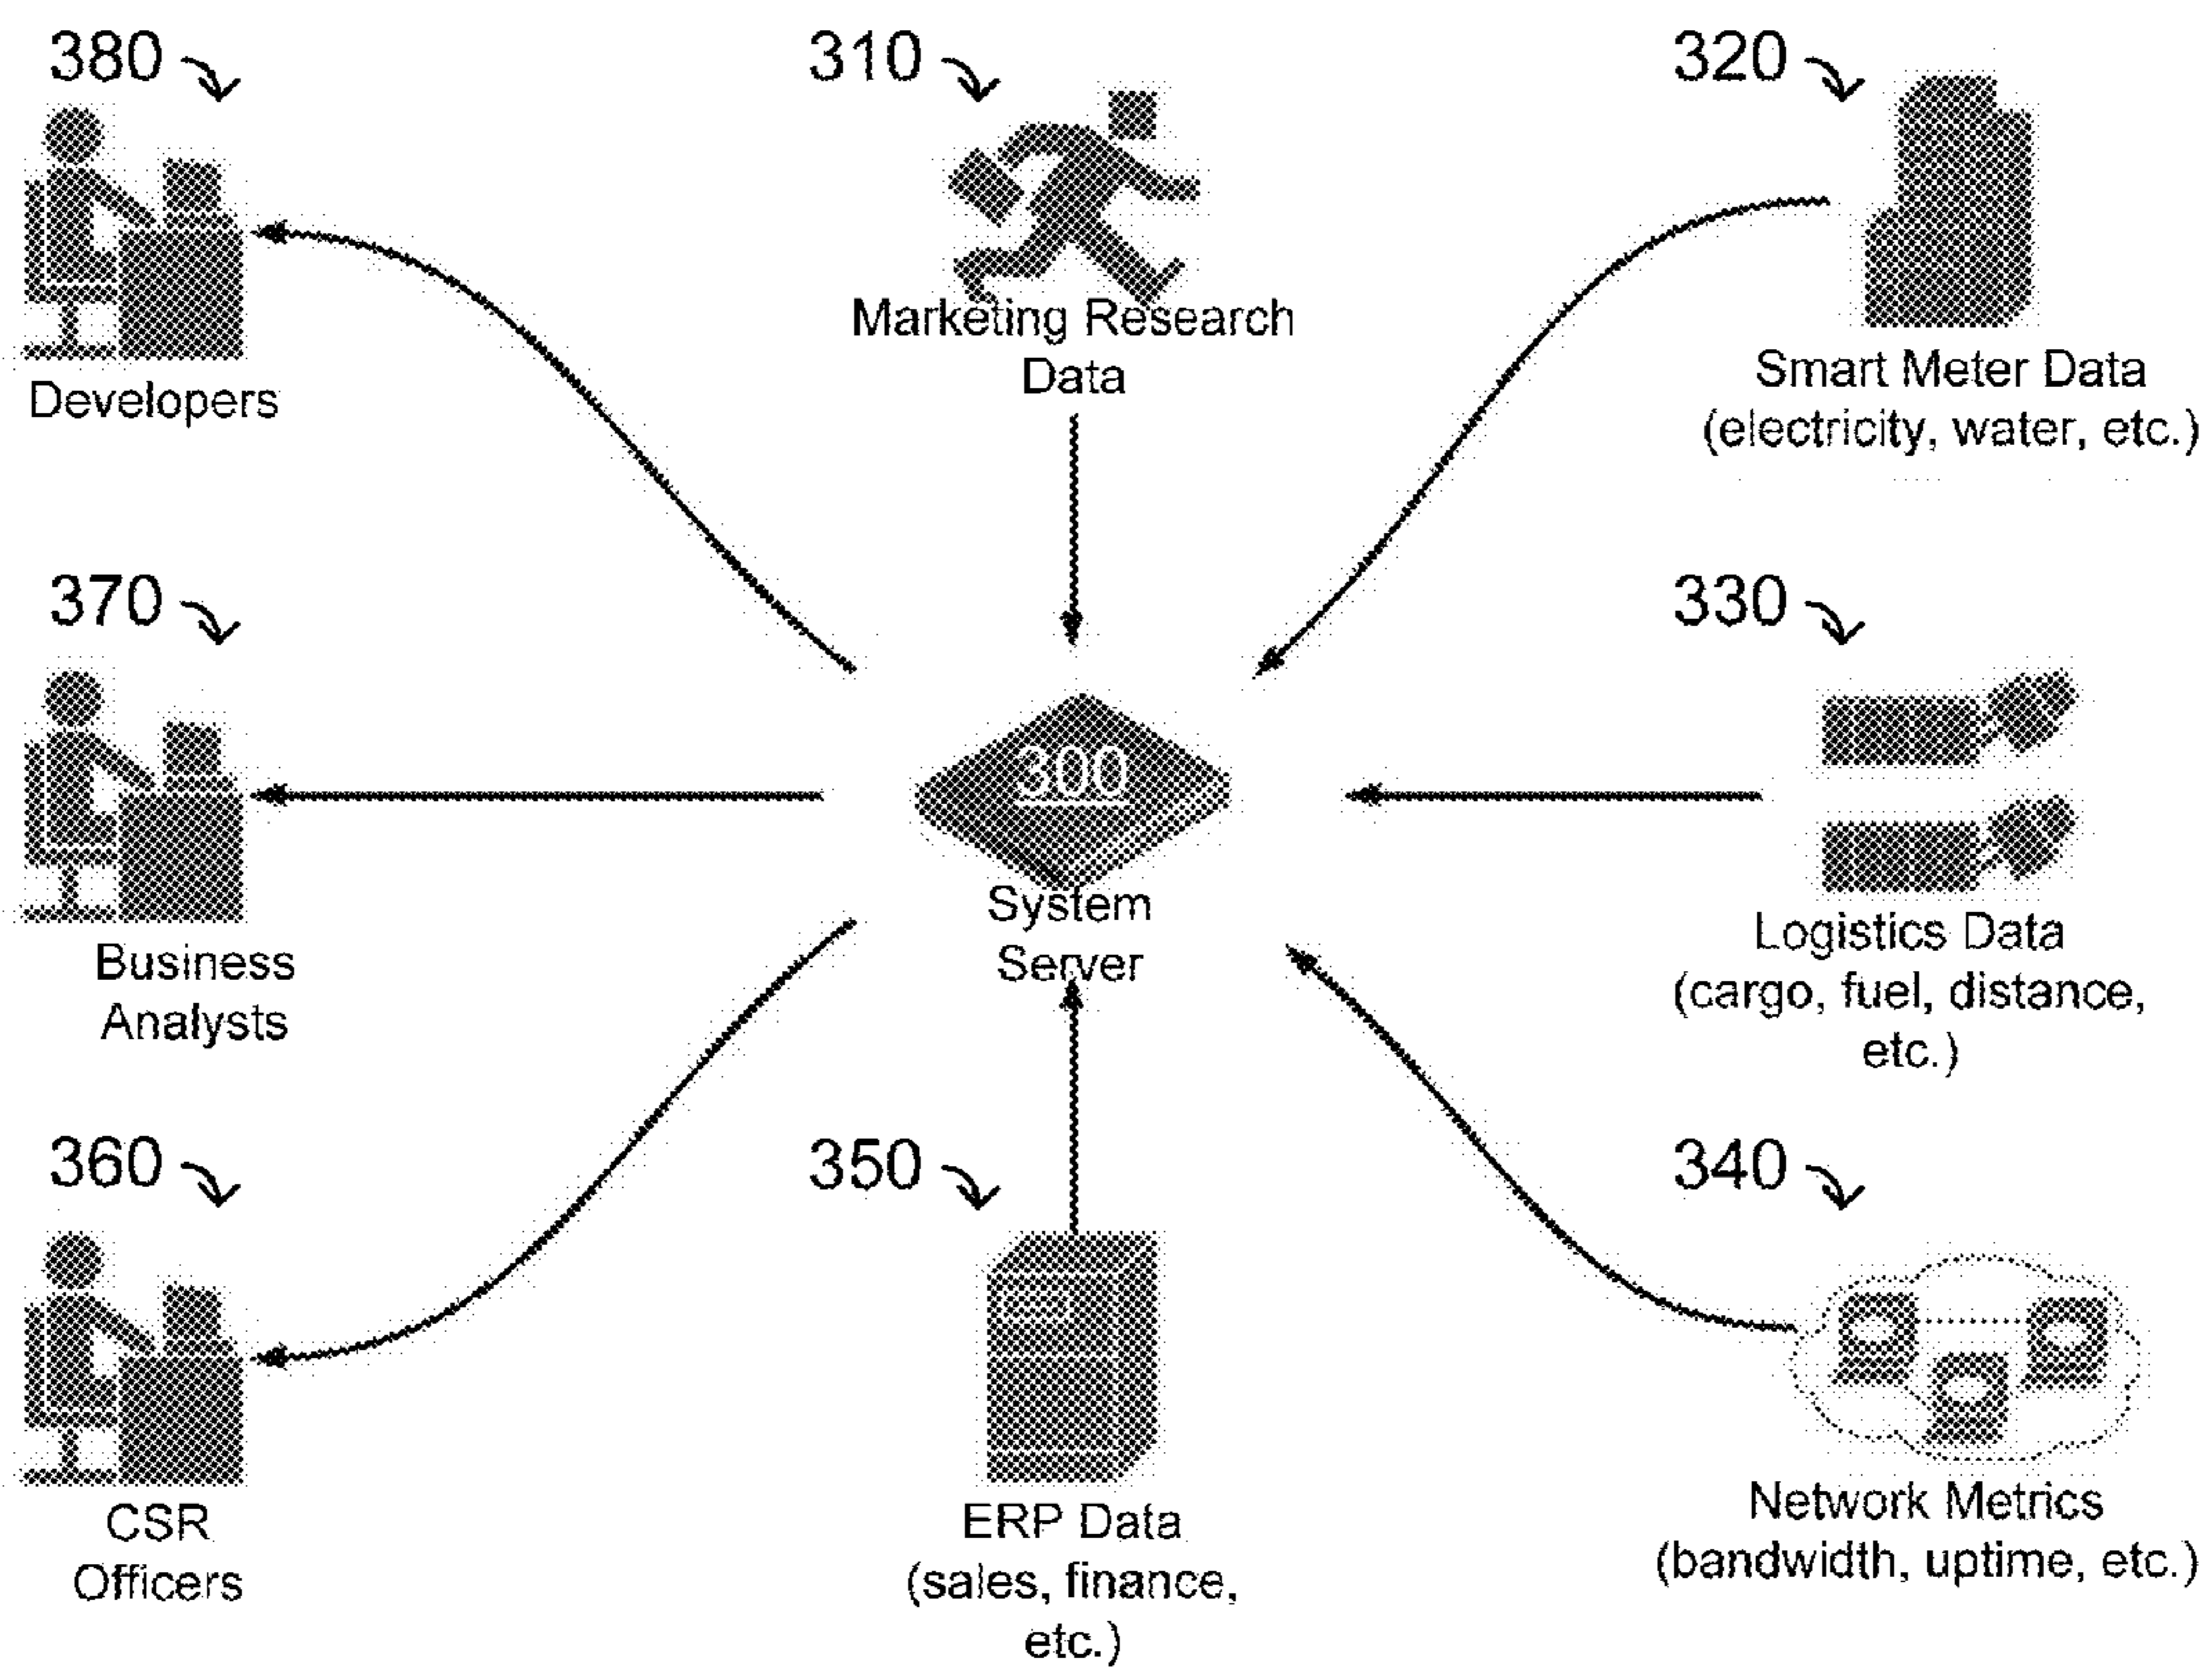 380
310
320
Marketing Research
Data
Smart Meter Data
(electricity, water, etc.)
Developers
370
330
300
System
Server
Business
Analysts
Logistics Data
(cargo, fuel, distance,
etc.)
360
350
340
CSR
Officers
ERP Data
(sales, finance,
etc.)
Network Metrics
(bandwidth, uptime, etc.)